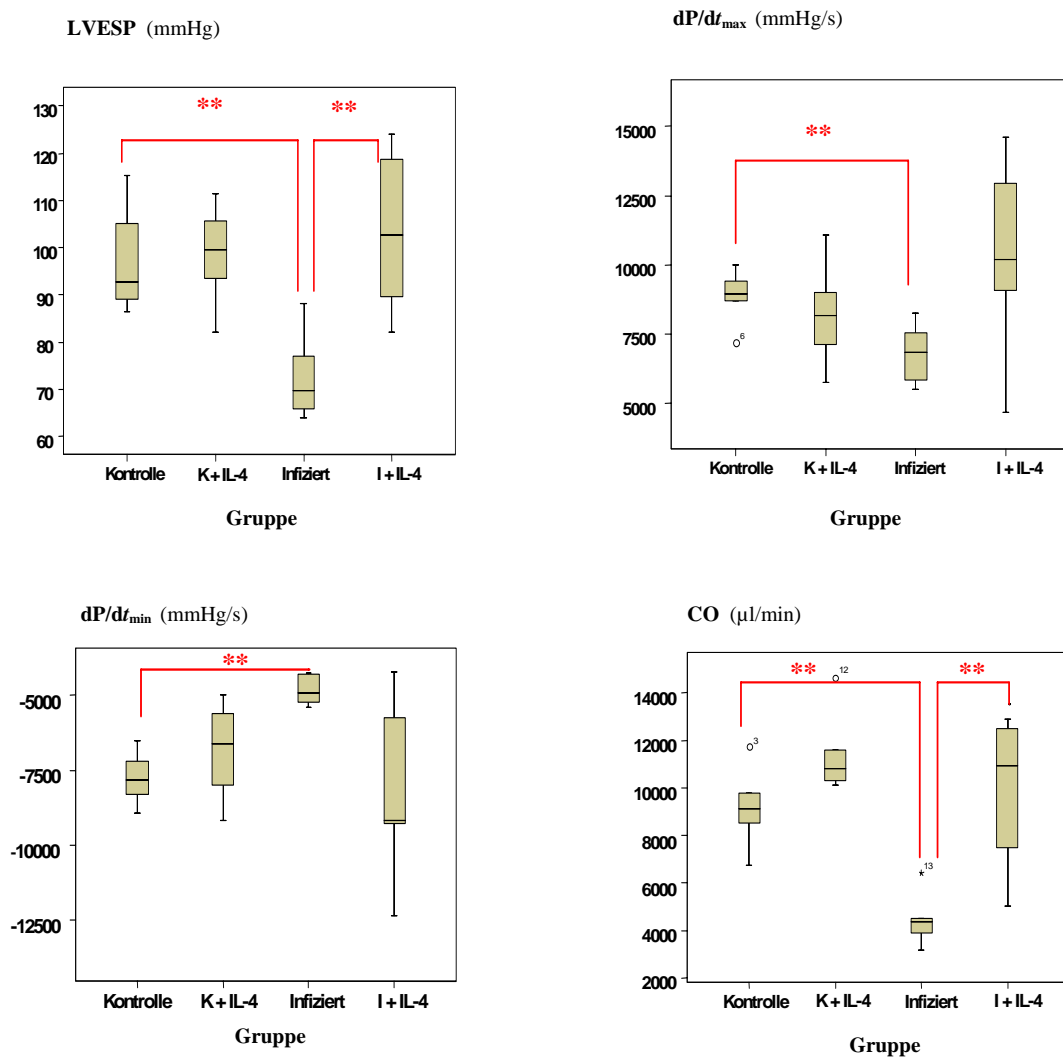 LVESP (mmHg)
**
**
130
120
110
100
90
80
70
60
Kontrolle K + IL-4 Infiziert I + IL-4
Gruppe
dP/dtmax (mmHg/s)
**
15000
12500
10000
7500
5000
6
Kontrolle K + IL-4 Infiziert I + IL-4
Gruppe
dP/dtmin (mmHg/s)
**
-5000
-7500
-10000
-12500
Kontrolle K + IL-4 Infiziert I + IL-4
Gruppe
CO (µl/min)
**
**
14000
12000
10000
8000
6000
4000
2000
3
12
13
Kontrolle K + IL-4 Infiziert I + IL-4
Gruppe